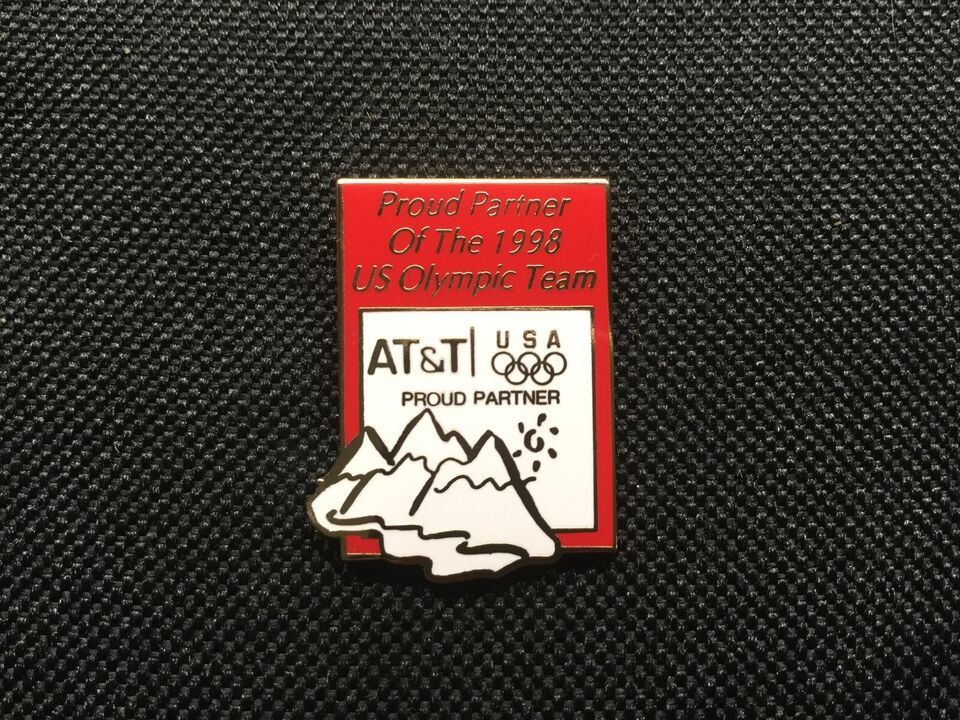 Proud Partner
Of The 1998
US Olympic Team
AT&T | USA
PROUD PARTNER